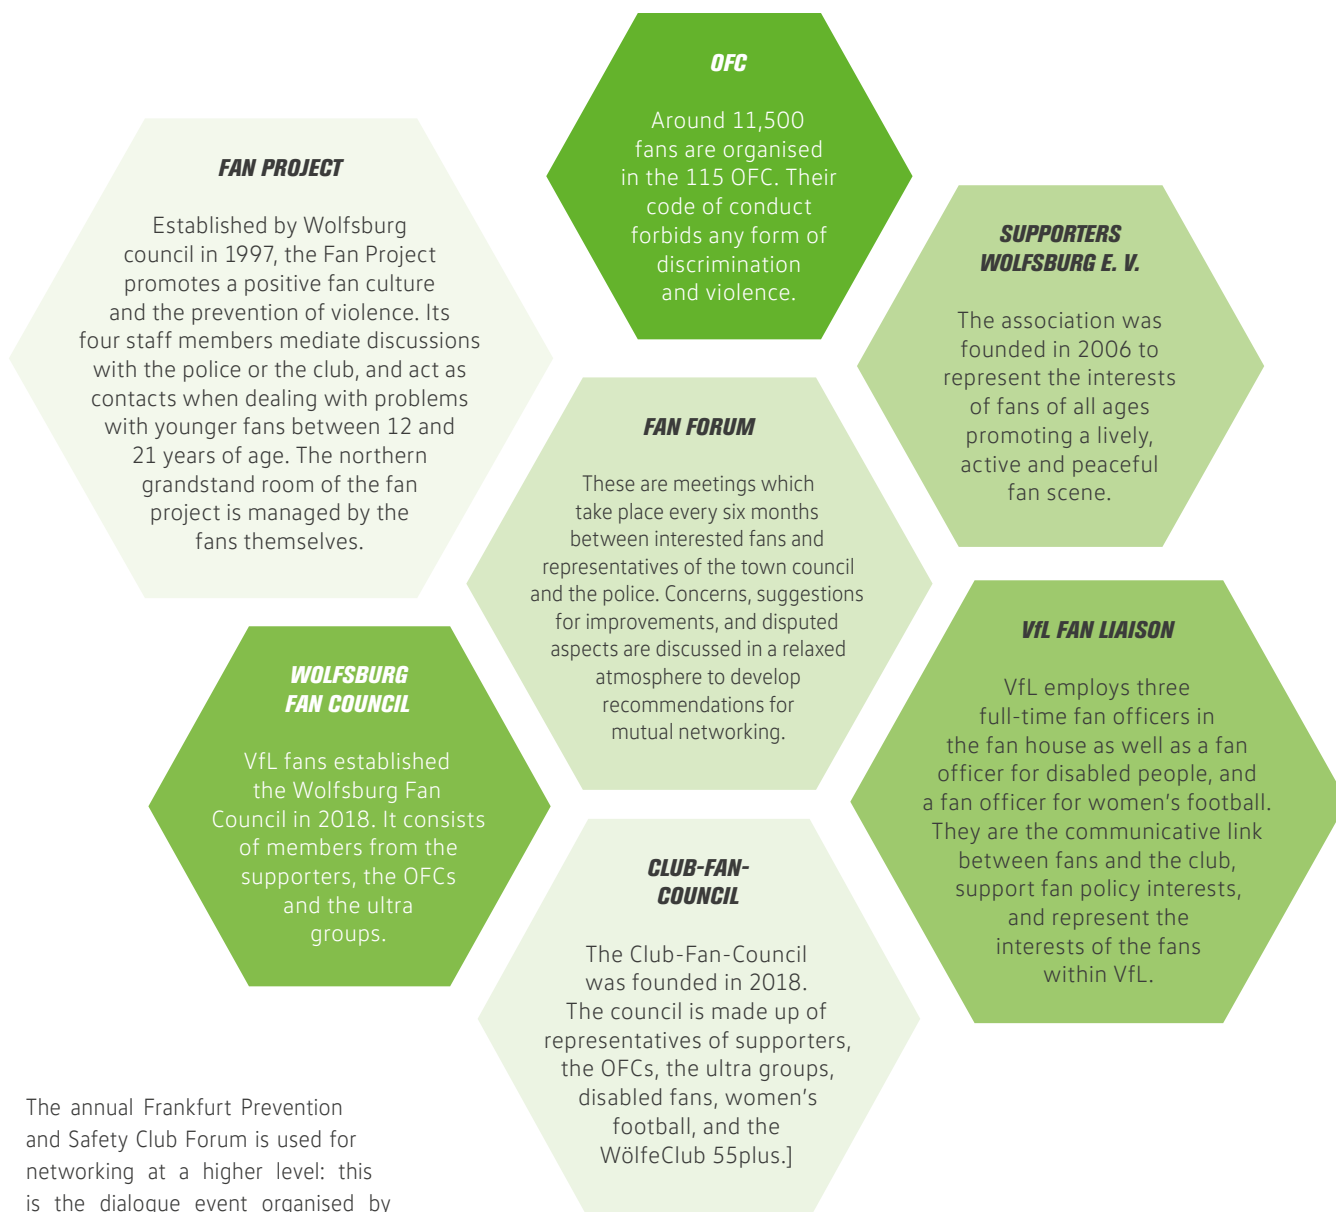 OFC
Around 11,500
fans are organised
in the 115 OFC. Their
code of conduct
forbids any form of
discrimination
and violence.
FAN PROJECT
Established by Wolfsburg
council in 1997, the Fan Project
promotes a positive fan culture
and the prevention of violence. Its
four staff members mediate discussions
with the police or the club, and act as
contacts when dealing with problems
with younger fans between 12 and
21 years of age. The northern
grandstand room of the fan
project is managed by the
fans themselves.
SUPPORTERS
WOLFSBURG E. V.
The association was
founded in 2006 to
represent the interests
of fans of all ages
promoting a lively,
active and peaceful
fan scene.
FAN FORUM
These are meetings which
take place every six months
between interested fans and
representatives of the town council
and the police. Concerns, suggestions
for improvements, and disputed
aspects are discussed in a relaxed
atmosphere to develop
recommendations for
mutual networking.
WOLFSBURG
FAN COUNCIL
VfL fans established
the Wolfsburg Fan
Council in 2018. It consists
of members from the
supporters, the OFCs
and the ultra
groups.
VfL FAN LIAISON
VfL employs three
full-time fan officers in
the fan house as well as a fan
officer for disabled people, and
a fan officer for women’s football.
They are the communicative link
between fans and the club,
support fan policy interests,
and represent the
interests of the fans
within VfL.
CLUB-FAN-
COUNCIL
The Club-Fan-Council
was founded in 2018.
The council is made up of
representatives of supporters,
the OFCs, the ultra groups,
disabled fans, women’s
football, and the
WölfeClub 55plus.]
The annual Frankfurt Prevention
and Safety Club Forum is used for
networking at a higher level: this
is the dialogue event organised by